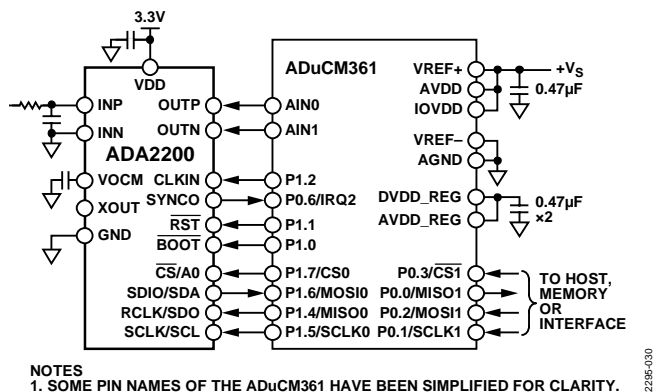 3.3V
VDD
ADuCM361
INP
INN
VOCM
XOUT
GND
ADA2200
OUTP
OUTN
CLKIN
SYNCO
RST
BOOT
CS/A0
SDIO/SDA
RCLK/SDO
SCLK/SCL
AIN0
AIN1
P1.2
P0.6/IRQ2
P1.1
P1.0
P1.7/CS0
P1.6/MOSI0
P1.4/MISO0
P1.5/SCLK0
VREF+
AVDD
IOVDD
VREF–
AGND
DVDD_REG
AVDD_REG
P0.3/CS1
P0.0/MISO1
P0.2/MOSI1
P0.1/SCLK1
+VS
0.47µF
0.47µF
×2
TO HOST,
MEMORY
OR
INTERFACE
NOTES
1. SOME PIN NAMES OF THE ADuCM361 HAVE BEEN SIMPLIFIED FOR CLARITY.
2295-030